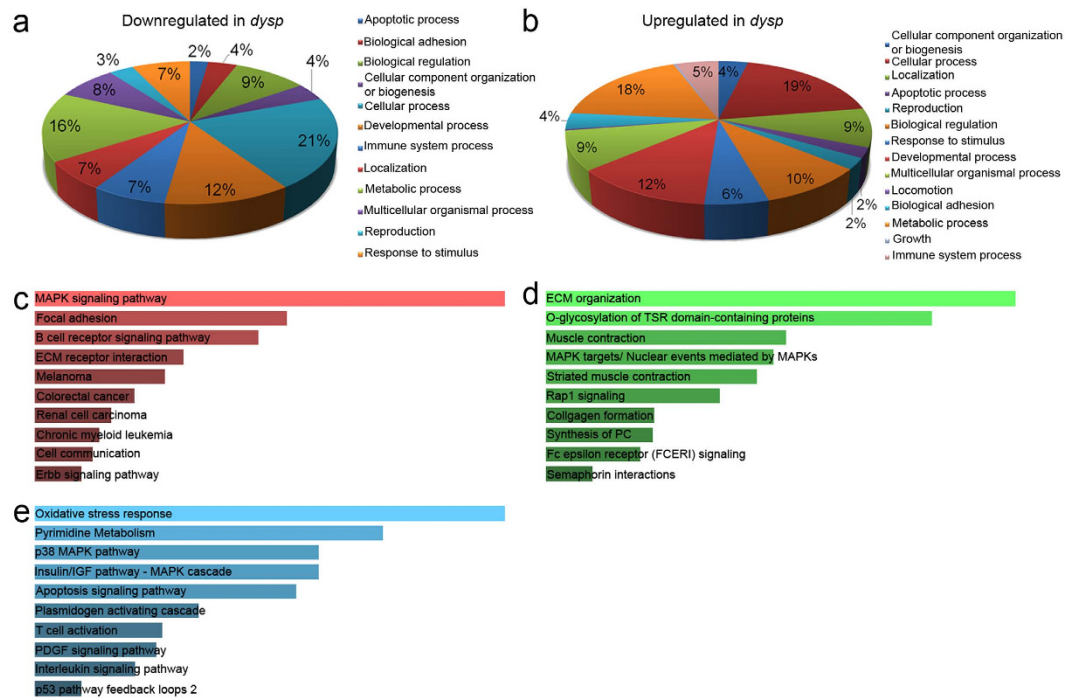 a
Downregulated in dysp
2%
4%
9%
4%
21%
12%
7%
7%
16%
8%
3%
7%
Apoptotic process
Biological adhesion
Biological regulation
Cellular component organization
or biogenesis
Cellular process
Developmental process
Immune system process
Localization
Metabolic process
Multicellular organismal process
Reproduction
Response to stimulus
b
Upregulated in dysp
4%
19%
9%
2%
2%
10%
6%
12%
9%
4%
18%
5%
Cellular component organization
or biogenesis
Cellular process
Localization
Apoptotic process
Reproduction
Biological regulation
Response to stimulus
Developmental process
Multicellular organismal process
Locomotion
Biological adhesion
Metabolic process
Growth
Immune system process
c
MAPK signaling pathway
Focal adhesion
B cell receptor signaling pathway
ECM receptor interaction
Melanoma
Colorectal cancer
Renal cell carcinoma
Chronic myeloid leukemia
Cell communication
Erbb signaling pathway
d
ECM organization
O-glycosylation of TSR domain-containing proteins
Muscle contraction
MAPK targets/ Nuclear events mediated by MAPKs
Striated muscle contraction
Rap1 signaling
Collgagen formation
Synthesis of PC
Fc epsilon receptor (FCERI) signaling
Semaphorin interactions
e
Oxidative stress response
Pyrimidine Metabolism
p38 MAPK pathway
Insulin/IGF pathway - MAPK cascade
Apoptosis signaling pathway
Plasmidogen activating cascade
T cell activation
PDGF signaling pathway
Interleukin signaling pathway
p53 pathway feedback loops 2